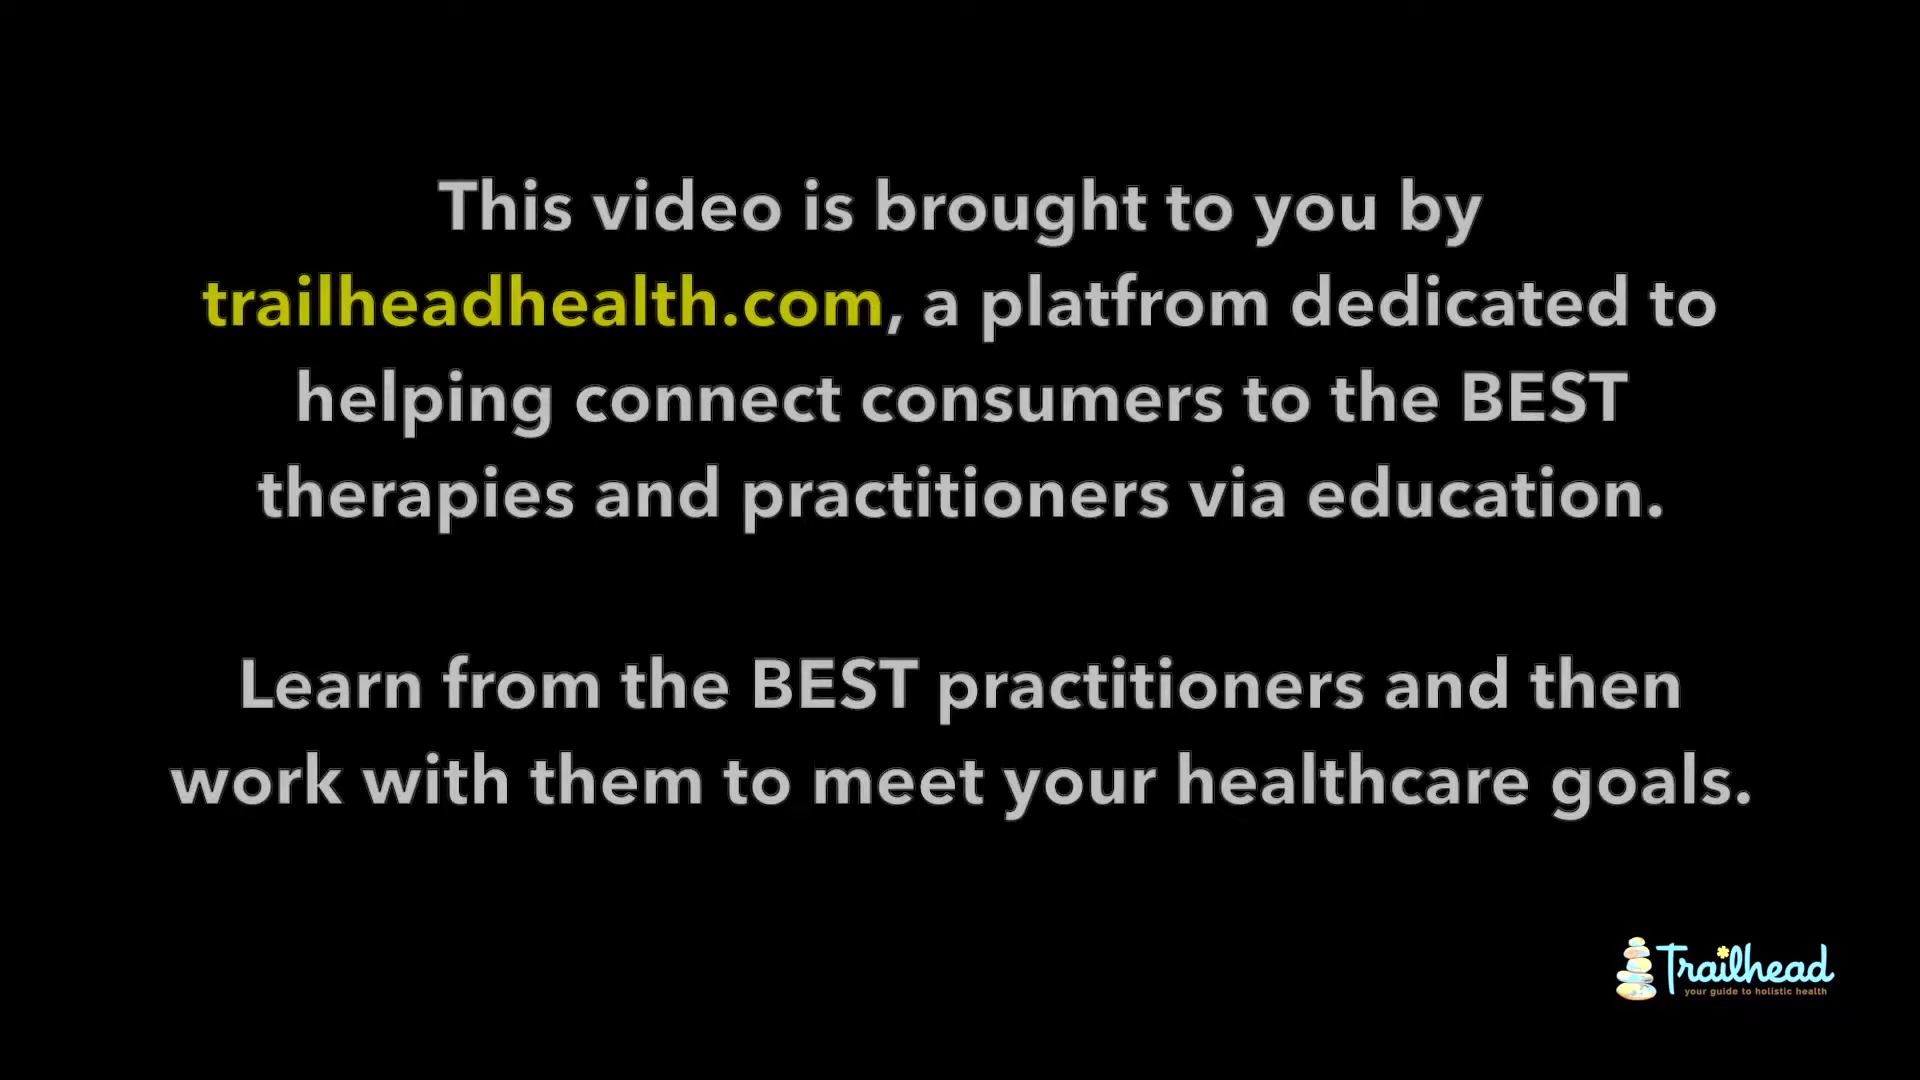 This video is brought to you by
trailheadhealth.com, a platfrom dedicated to
helping connect consumers to the BEST
therapies and practitioners via education.
Learn from the BEST practitioners and then
work with them to meet your healthcare goals.
Trailhead
your guide to holistic health